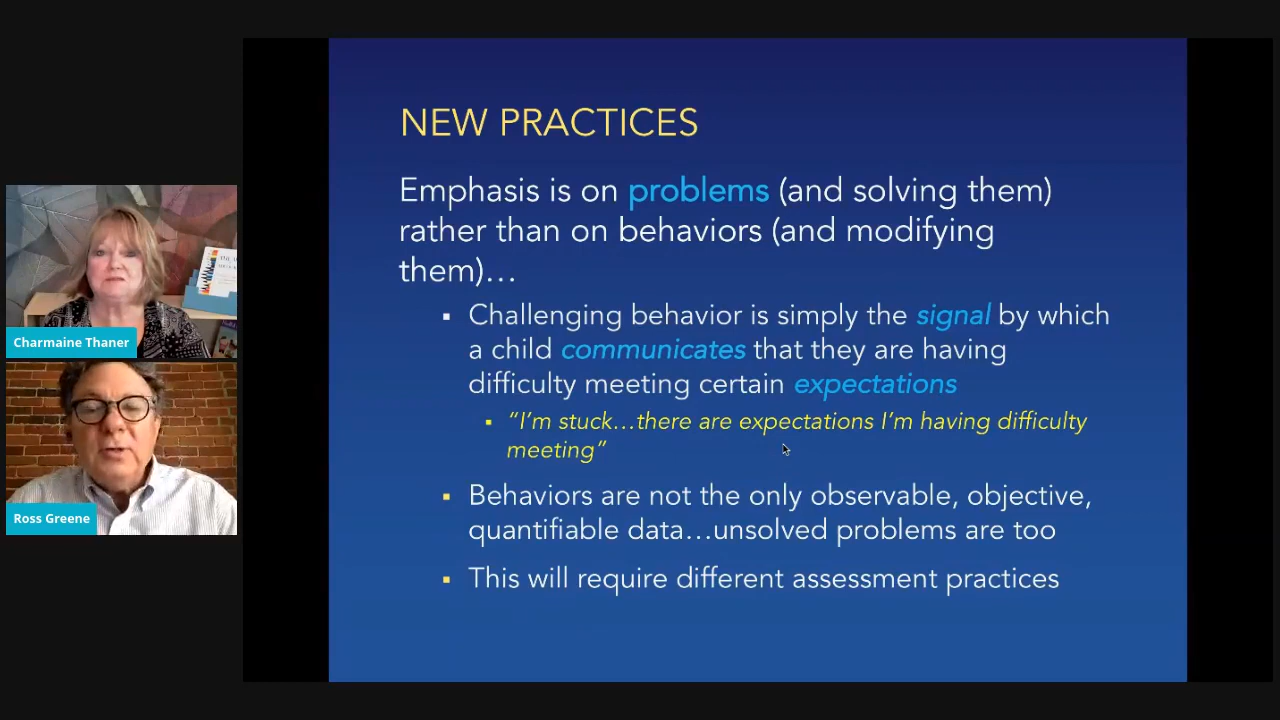 NEW PRACTICES
Emphasis is on problems (and solving them)
rather than on behaviors (and modifying
them)…
▪ Challenging behavior is simply the signal by which
a child communicates that they are having
difficulty meeting certain expectations
▪ “I’m stuck…there are expectations I’m having difficulty
meeting”
▪ Behaviors are not the only observable, objective,
quantifiable data…unsolved problems are too
▪ This will require different assessment practices
Charmaine Thaner
Ross Greene